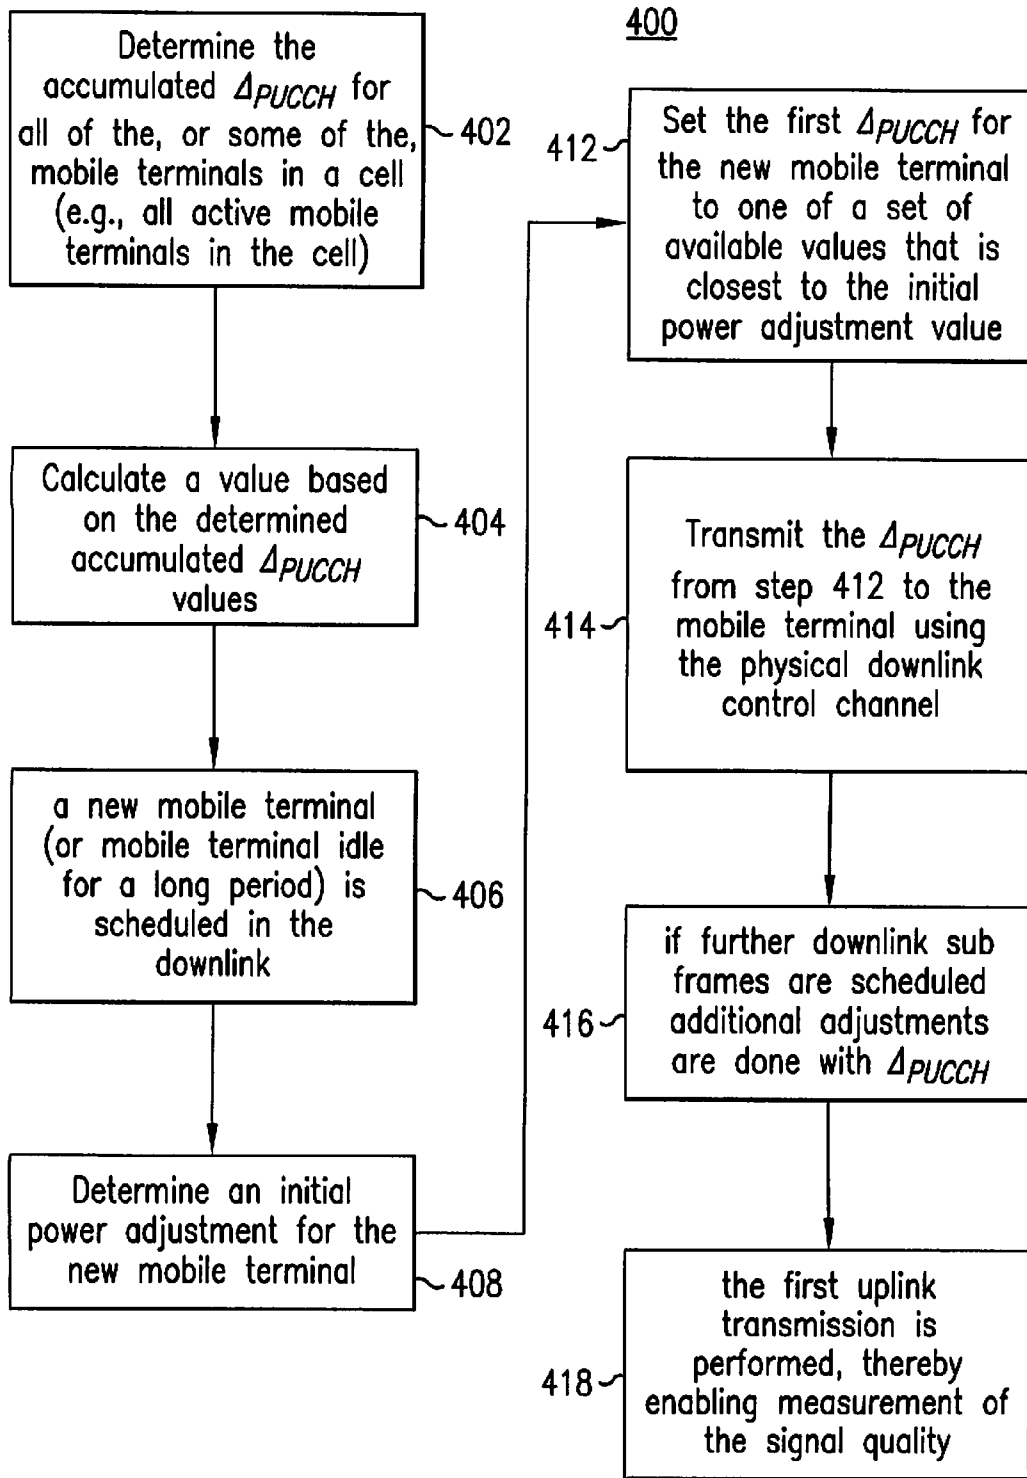 400
Determine the
accumulated ΔPUCCH for
all of the, or some of the,
mobile terminals in a cell
(e.g., all active mobile
terminals in the cell)
402
Calculate a value based
on the determined
accumulated ΔPUCCH
values
404
a new mobile terminal
(or mobile terminal idle
for a long period) is
scheduled in the
downlink
406
Determine an initial
power adjustment for the
new mobile terminal
408
412
Set the first ΔPUCCH for
the new mobile terminal
to one of a set of
available values that is
closest to the initial
power adjustment value
414
Transmit the ΔPUCCH
from step 412 to the
mobile terminal using
the physical downlink
control channel
416
if further downlink sub
frames are scheduled
additional adjustments
are done with ΔPUCCH
418
the first uplink
transmission is
performed, thereby
enabling measurement of
the signal quality